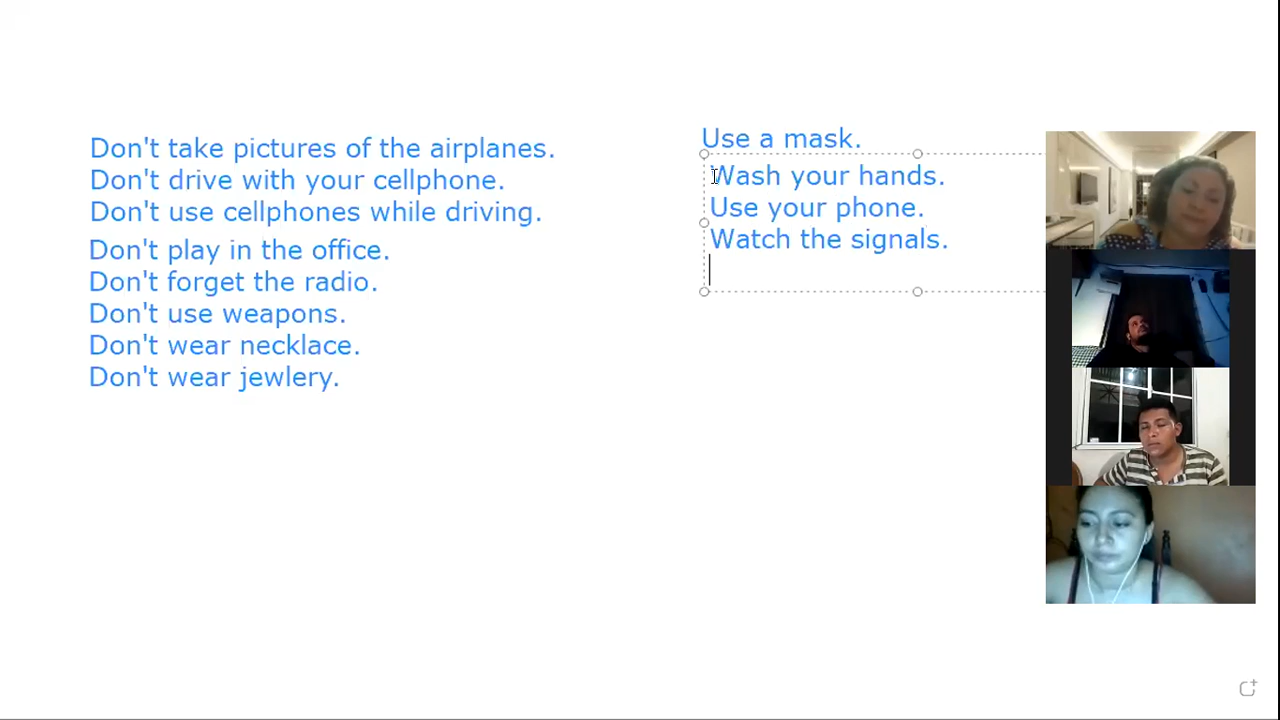 Don't take pictures of the airplanes.
Don't drive with your cellphone.
Don't use cellphones while driving.
Don't play in the office.
Don't forget the radio.
Don't use weapons.
Don't wear necklace.
Don't wear jewlery.
Use a mask.
Wash your hands.
Use your phone.
Watch the signals.